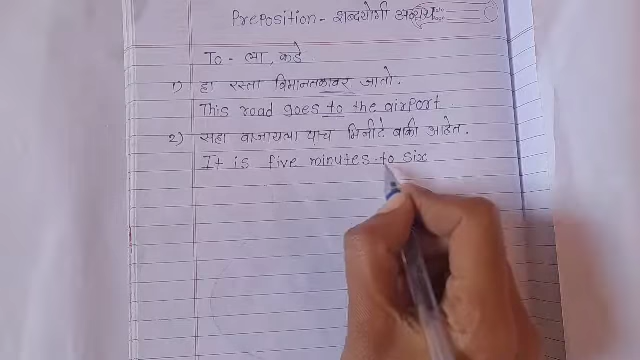 Preposition - शब्दयोगी अव्यय
To - ला, कडे
1) हा रस्ता विमानतळावर जातो.
This road goes to the airport
2) सहा वाजायला पाच मिनीटे बाकी आहेत.
It is five minutes to six